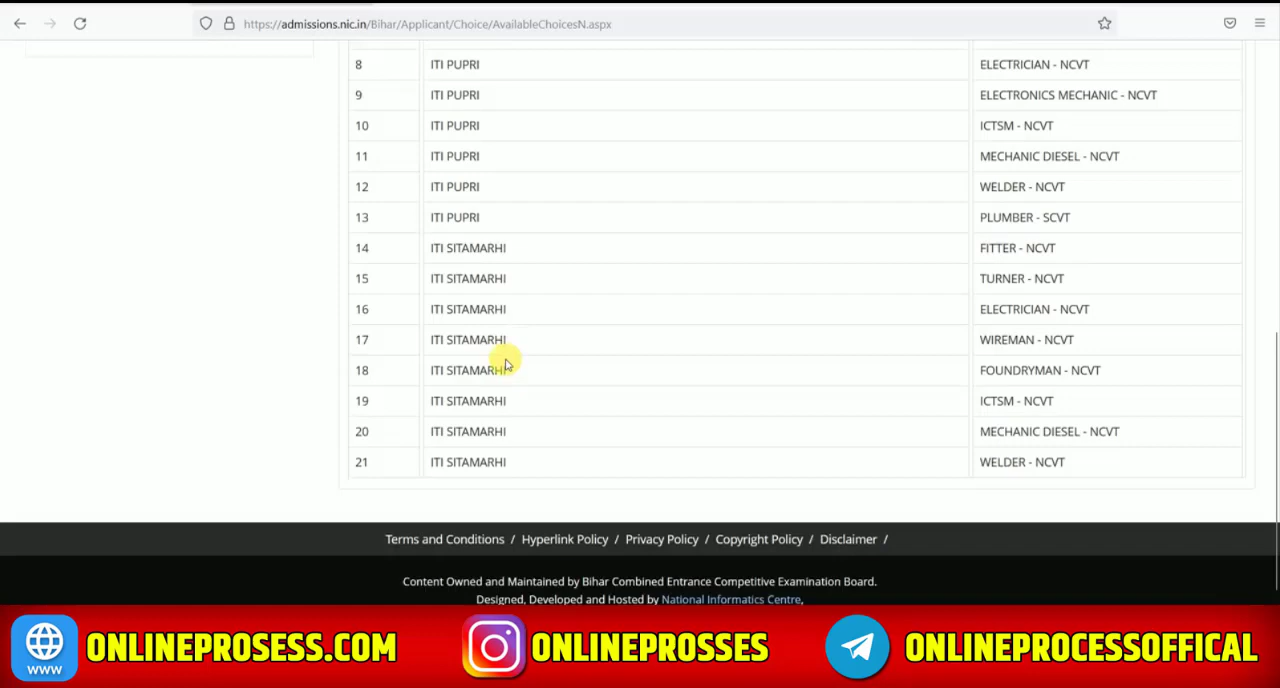 https://admissions.nic.in/Bihar/Applicant/Choice/AvailableChoicesN.aspx
8 ITI PUPRI ELECTRICIAN - NCVT
9 ITI PUPRI ELECTRONICS MECHANIC - NCVT
10 ITI PUPRI ICTSM - NCVT
11 ITI PUPRI MECHANIC DIESEL - NCVT
12 ITI PUPRI WELDER - NCVT
13 ITI PUPRI PLUMBER - SCVT
14 ITI SITAMARHI FITTER - NCVT
15 ITI SITAMARHI TURNER - NCVT
16 ITI SITAMARHI ELECTRICIAN - NCVT
17 ITI SITAMARHI WIREMAN - NCVT
18 ITI SITAMARHI FOUNDRYMAN - NCVT
19 ITI SITAMARHI ICTSM - NCVT
20 ITI SITAMARHI MECHANIC DIESEL - NCVT
21 ITI SITAMARHI WELDER - NCVT
Terms and Conditions / Hyperlink Policy / Privacy Policy / Copyright Policy / Disclaimer /
Content Owned and Maintained by Bihar Combined Entrance Competitive Examination Board.
Designed, Developed and Hosted by National Informatics Centre,
WWW ONLINEPROSESS.COM ONLINEPROSSES ONLINEPROCESSOFFICAL